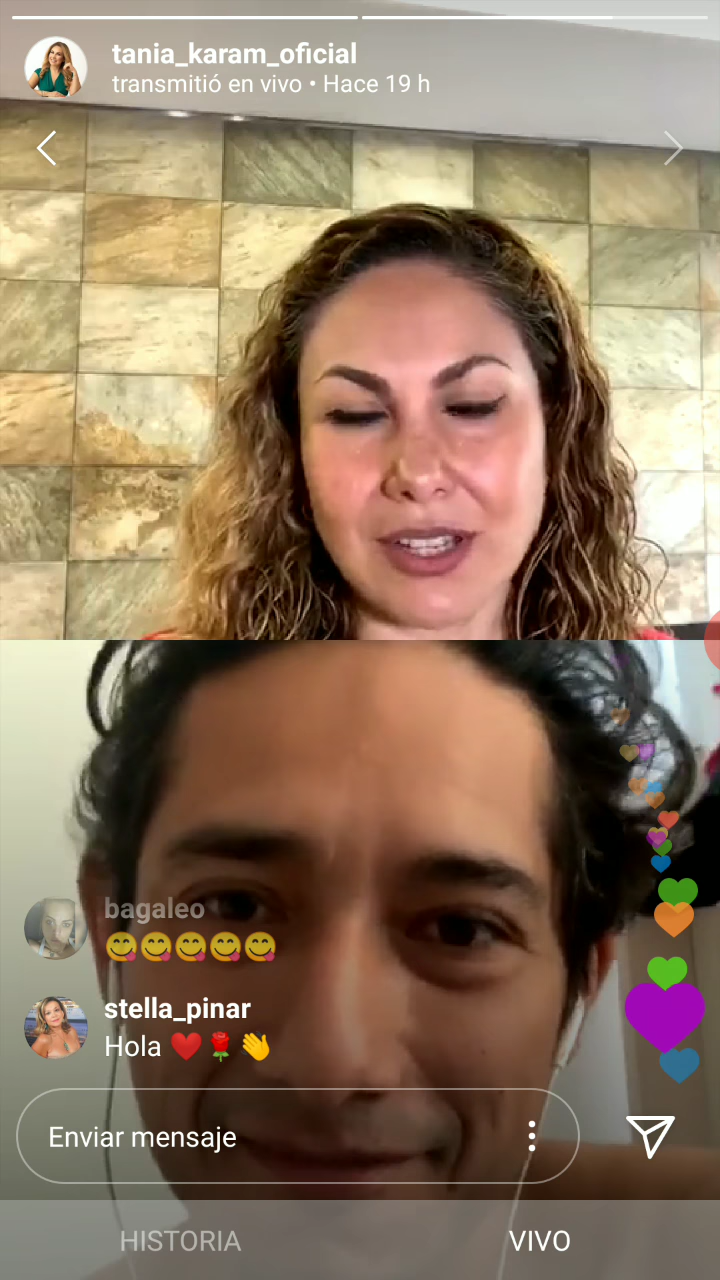 tania_karam_oficial
transmitió en vivo • Hace 19 h
bagaleo
😋😋😋😋😋
stella_pinar
Hola ❤️🌹👋
Enviar mensaje
HISTORIA
VIVO